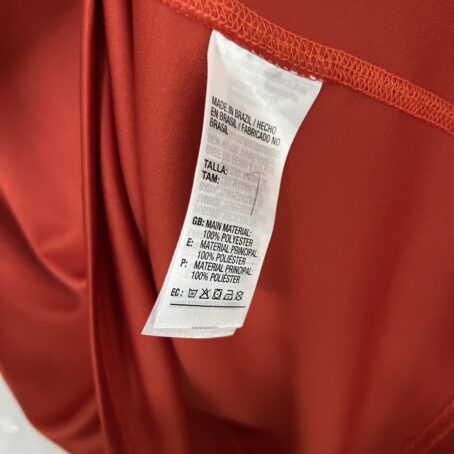 MADE IN BRAZIL / HECHO
EN BRASIL / FABRICADO NO
BRASIL
TALLA:
TAM:
GB: MAIN MATERIAL:
100% POLYESTER
E: MATERIAL PRINCIPAL:
100% POLIÉSTER
P: MATERIAL PRINCIPAL:
100% POLIÉSTER
EC: